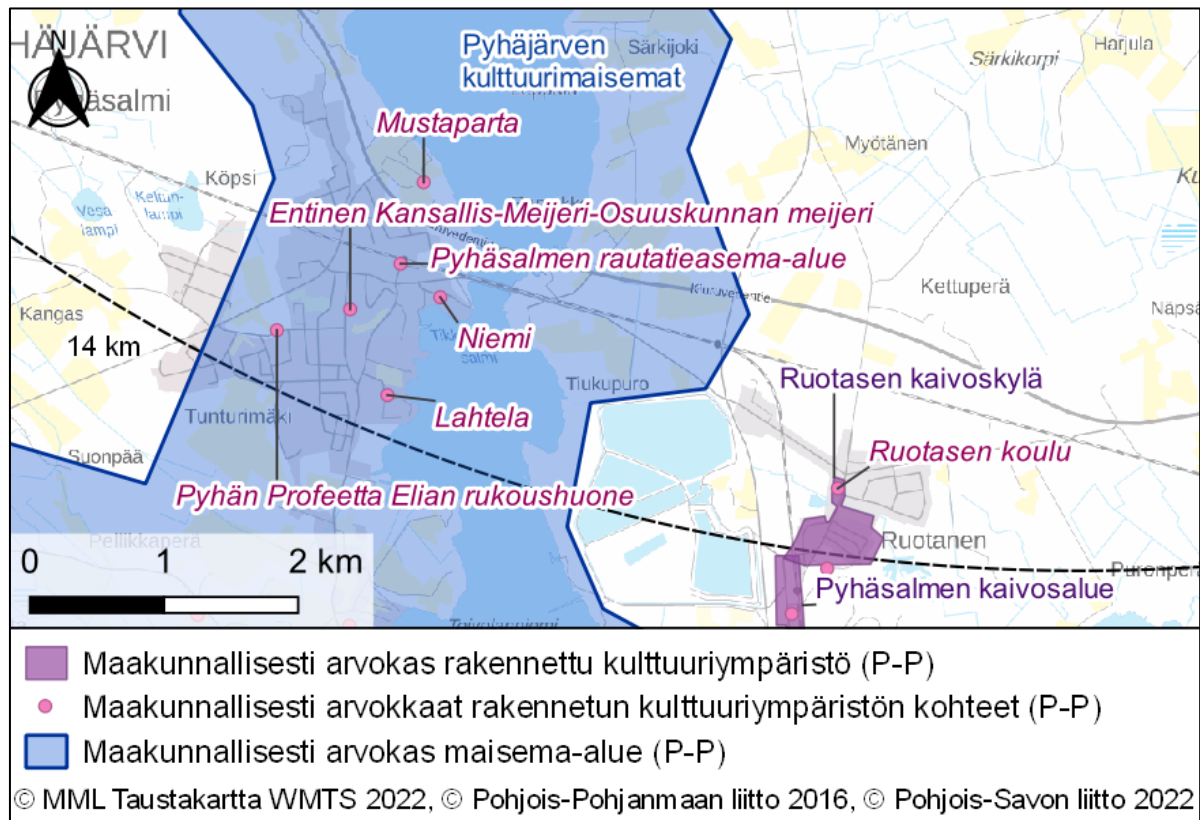 HÄJÄRVI
N
Pyhäjärven
kulttuurimaisemat
Särkijoki
Särkikorpi
Harjula
Mustaparta
Myötänen
Köpsi
Vesa
lampi
Entinen Kansallis-Meijeri-Osuuskunnan meijeri
Pyhäsalmen rautatieasema-alue
Kettuperä
Kangas
14 km
Niemi
Tiukupuro
Ruotasen kaivoskylä
Tunturimäki
Lahtela
Suonpää
Ruotasen koulu
Pyhän Profeetta Elian rukoushuone
Ruotanen
0 1 2 km
Pyhäsalmen kaivosalue
Maakunnallisesti arvokas rakennettu kulttuuriympäristö (P-P)
Maakunnallisesti arvokkaat rakennetun kulttuuriympäristön kohteet (P-P)
Maakunnallisesti arvokas maisema-alue (P-P)
© MML Taustakartta WMTS 2022, © Pohjois-Pohjanmaan liitto 2016, © Pohjois-Savon liitto 2022